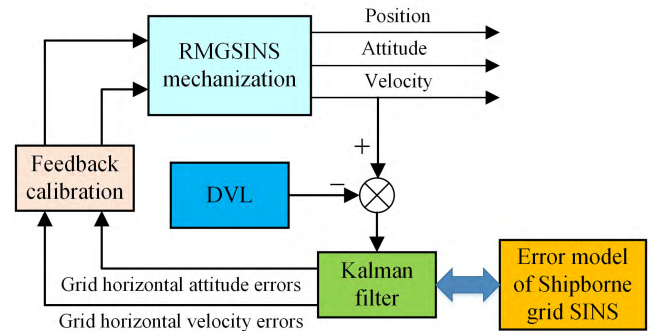 Position
RMGSINS
mechanization
Attitude
Velocity
+
Feedback
calibration
DVL
−
Kalman
filter
Error model
of Shipborne
grid SINS
Grid horizontal attitude errors
Grid horizontal velocity errors